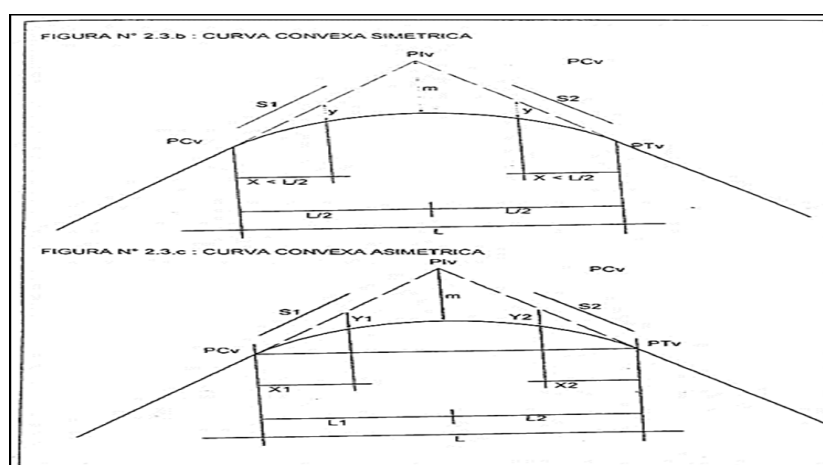 FIGURA N° 2.3.b : CURVA CONVEXA SIMETRICA
PIv
PCv
S1
m
S2
y
y
PCv
PTv
X < L/2
X < L/2
L/2
L/2
L
FIGURA N° 2.3.c : CURVA CONVEXA ASIMETRICA
PIv
PCv
S1
m
S2
Y1
Y2
PCv
PTv
X1
X2
L1
L2
L